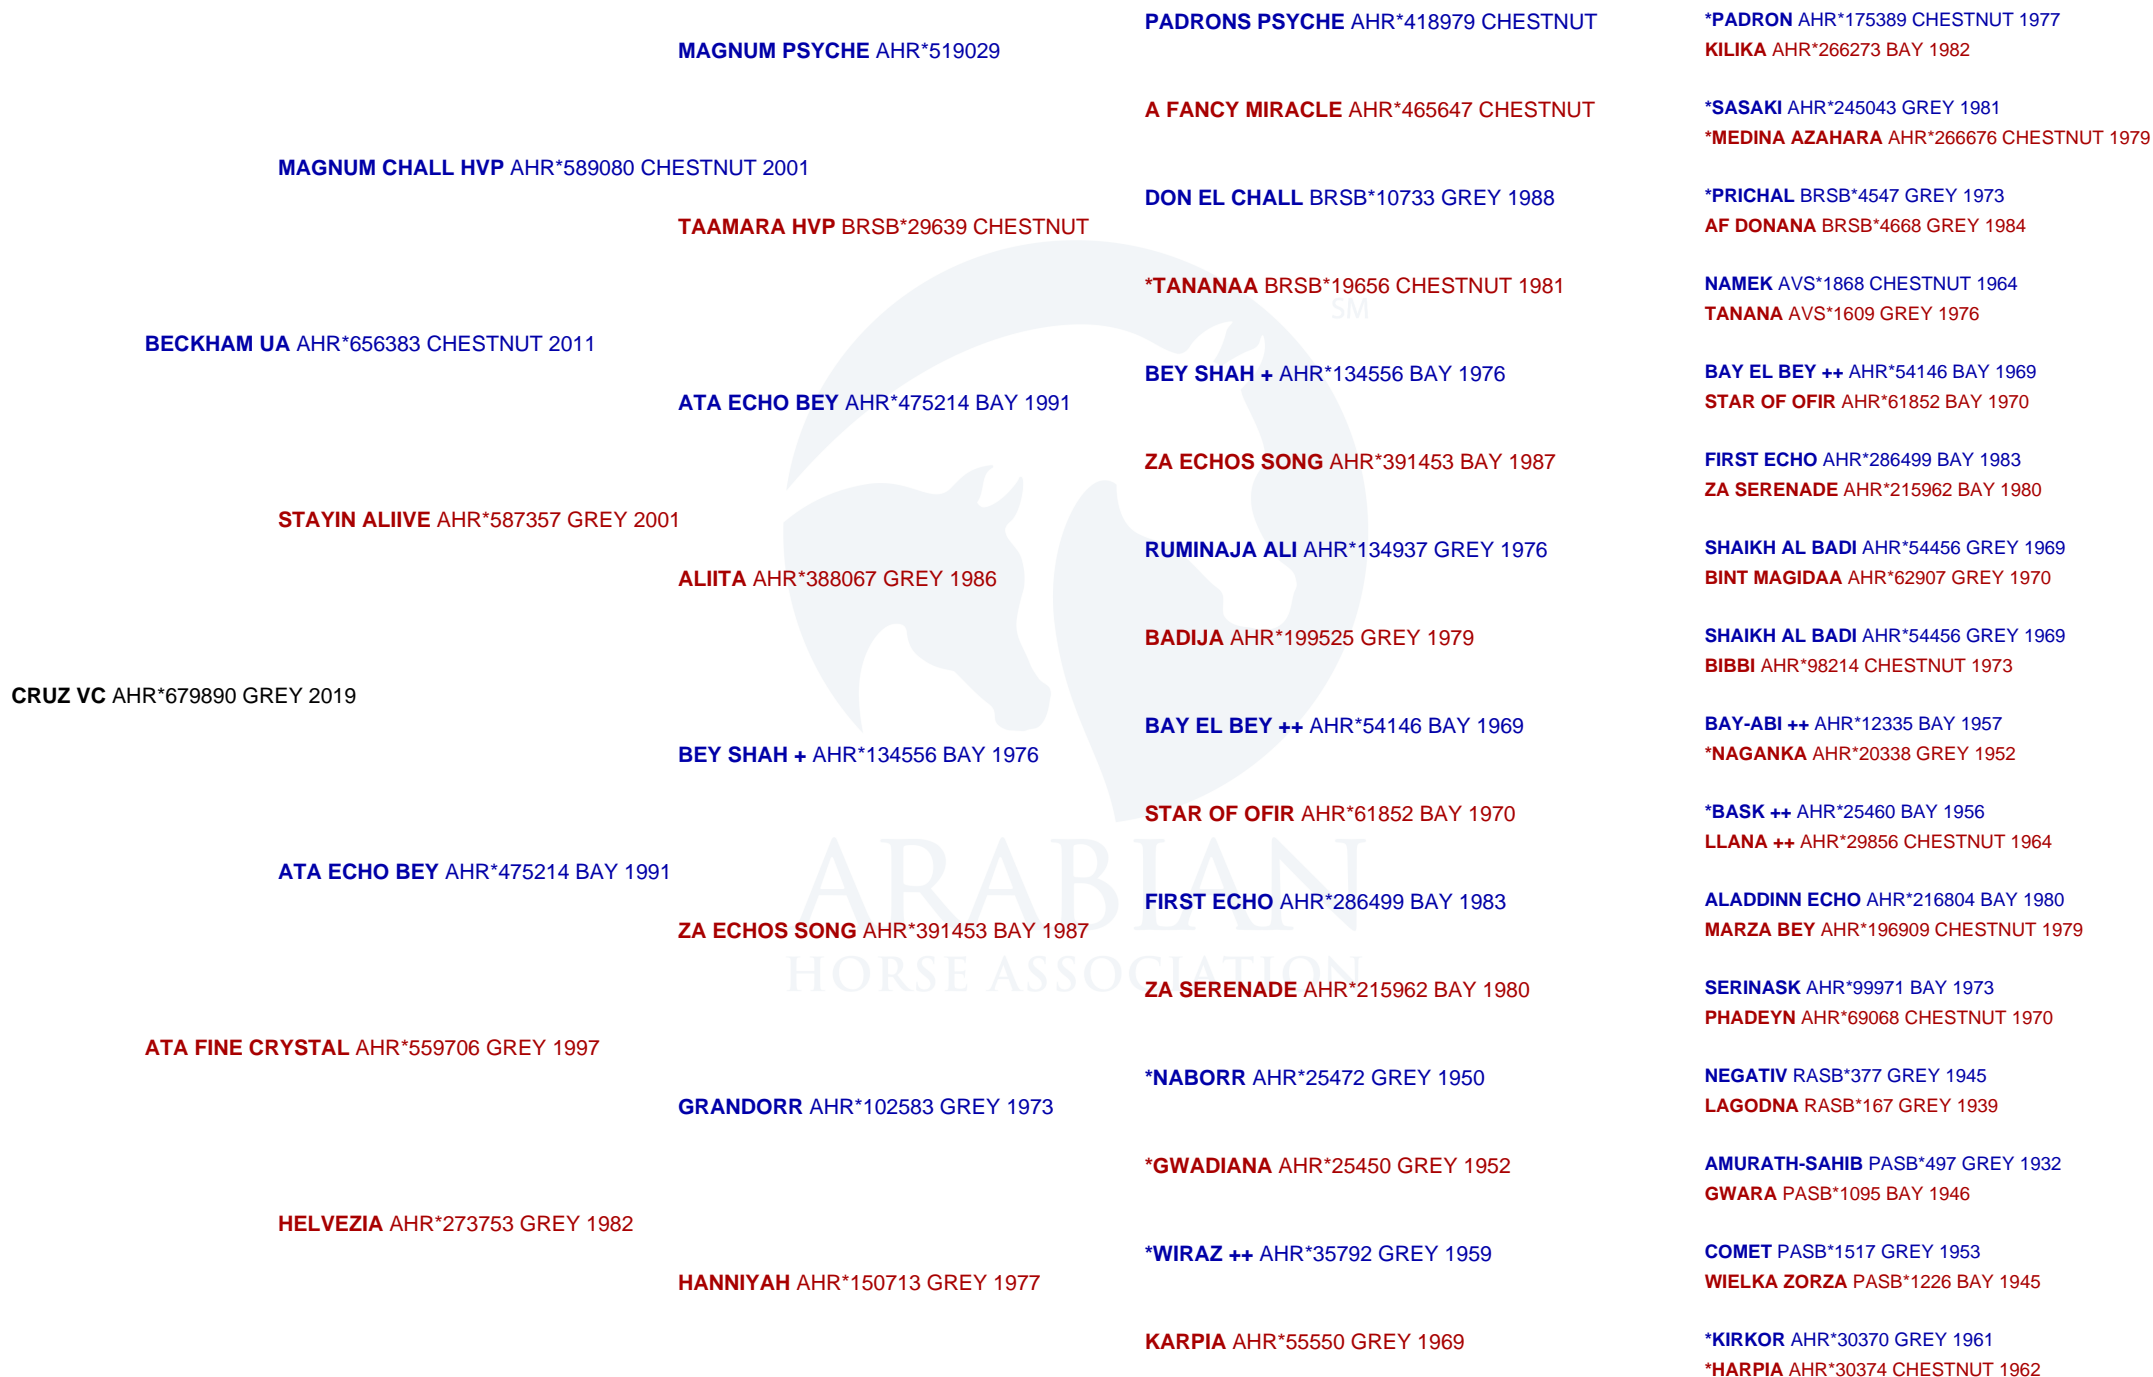 PADRONS PSYCHE AHR*418979 CHESTNUT
*PADRON AHR*175389 CHESTNUT 1977
MAGNUM PSYCHE AHR*519029
KILIKA AHR*266273 BAY 1982
A FANCY MIRACLE AHR*465647 CHESTNUT
*SASAKI AHR*245043 GREY 1981
*MEDINA AZAHARA AHR*266676 CHESTNUT 1979
MAGNUM CHALL HVP AHR*589080 CHESTNUT 2001
DON EL CHALL BRSB*10733 GREY 1988
*PRICHAL BRSB*4547 GREY 1973
TAAMARA HVP BRSB*29639 CHESTNUT
AF DONANA BRSB*4668 GREY 1984
*TANANAA BRSB*19656 CHESTNUT 1981
NAMEK AVS*1868 CHESTNUT 1964
SM
TANANA AVS*1609 GREY 1976
BECKHAM UA AHR*656383 CHESTNUT 2011
BEY SHAH + AHR*134556 BAY 1976
BAY EL BEY ++ AHR*54146 BAY 1969
ATA ECHO BEY AHR*475214 BAY 1991
STAR OF OFIR AHR*61852 BAY 1970
ZA ECHOS SONG AHR*391453 BAY 1987
FIRST ECHO AHR*286499 BAY 1983
ZA SERENADE AHR*215962 BAY 1980
STAYIN ALIIVE AHR*587357 GREY 2001
RUMINAJA ALI AHR*134937 GREY 1976
SHAIKH AL BADI AHR*54456 GREY 1969
ALIITA AHR*388067 GREY 1986
BINT MAGIDAA AHR*62907 GREY 1970
BADIJA AHR*199525 GREY 1979
SHAIKH AL BADI AHR*54456 GREY 1969
BIBBI AHR*98214 CHESTNUT 1973
CRUZ VC AHR*679890 GREY 2019
BAY EL BEY ++ AHR*54146 BAY 1969
BAY-ABI ++ AHR*12335 BAY 1957
BEY SHAH + AHR*134556 BAY 1976
*NAGANKA AHR*20338 GREY 1952
STAR OF OFIR AHR*61852 BAY 1970
*BASK ++ AHR*25460 BAY 1956
LLANA ++ AHR*29856 CHESTNUT 1964
ATA ECHO BEY AHR*475214 BAY 1991
ARABIAN
FIRST ECHO AHR*286499 BAY 1983
ALADDINN ECHO AHR*216804 BAY 1980
ZA ECHOS SONG AHR*391453 BAY 1987
MARZA BEY AHR*196909 CHESTNUT 1979
HORSE ASSOCIATION
ZA SERENADE AHR*215962 BAY 1980
SERINASK AHR*99971 BAY 1973
PHADEYN AHR*69068 CHESTNUT 1970
ATA FINE CRYSTAL AHR*559706 GREY 1997
*NABORR AHR*25472 GREY 1950
NEGATIV RASB*377 GREY 1945
GRANDORR AHR*102583 GREY 1973
LAGODNA RASB*167 GREY 1939
*GWADIANA AHR*25450 GREY 1952
AMURATH-SAHIB PASB*497 GREY 1932
GWARA PASB*1095 BAY 1946
HELVEZIA AHR*273753 GREY 1982
*WIRAZ ++ AHR*35792 GREY 1959
COMET PASB*1517 GREY 1953
HANNIYAH AHR*150713 GREY 1977
WIELKA ZORZA PASB*1226 BAY 1945
KARPIA AHR*55550 GREY 1969
*KIRKOR AHR*30370 GREY 1961
*HARPIA AHR*30374 CHESTNUT 1962